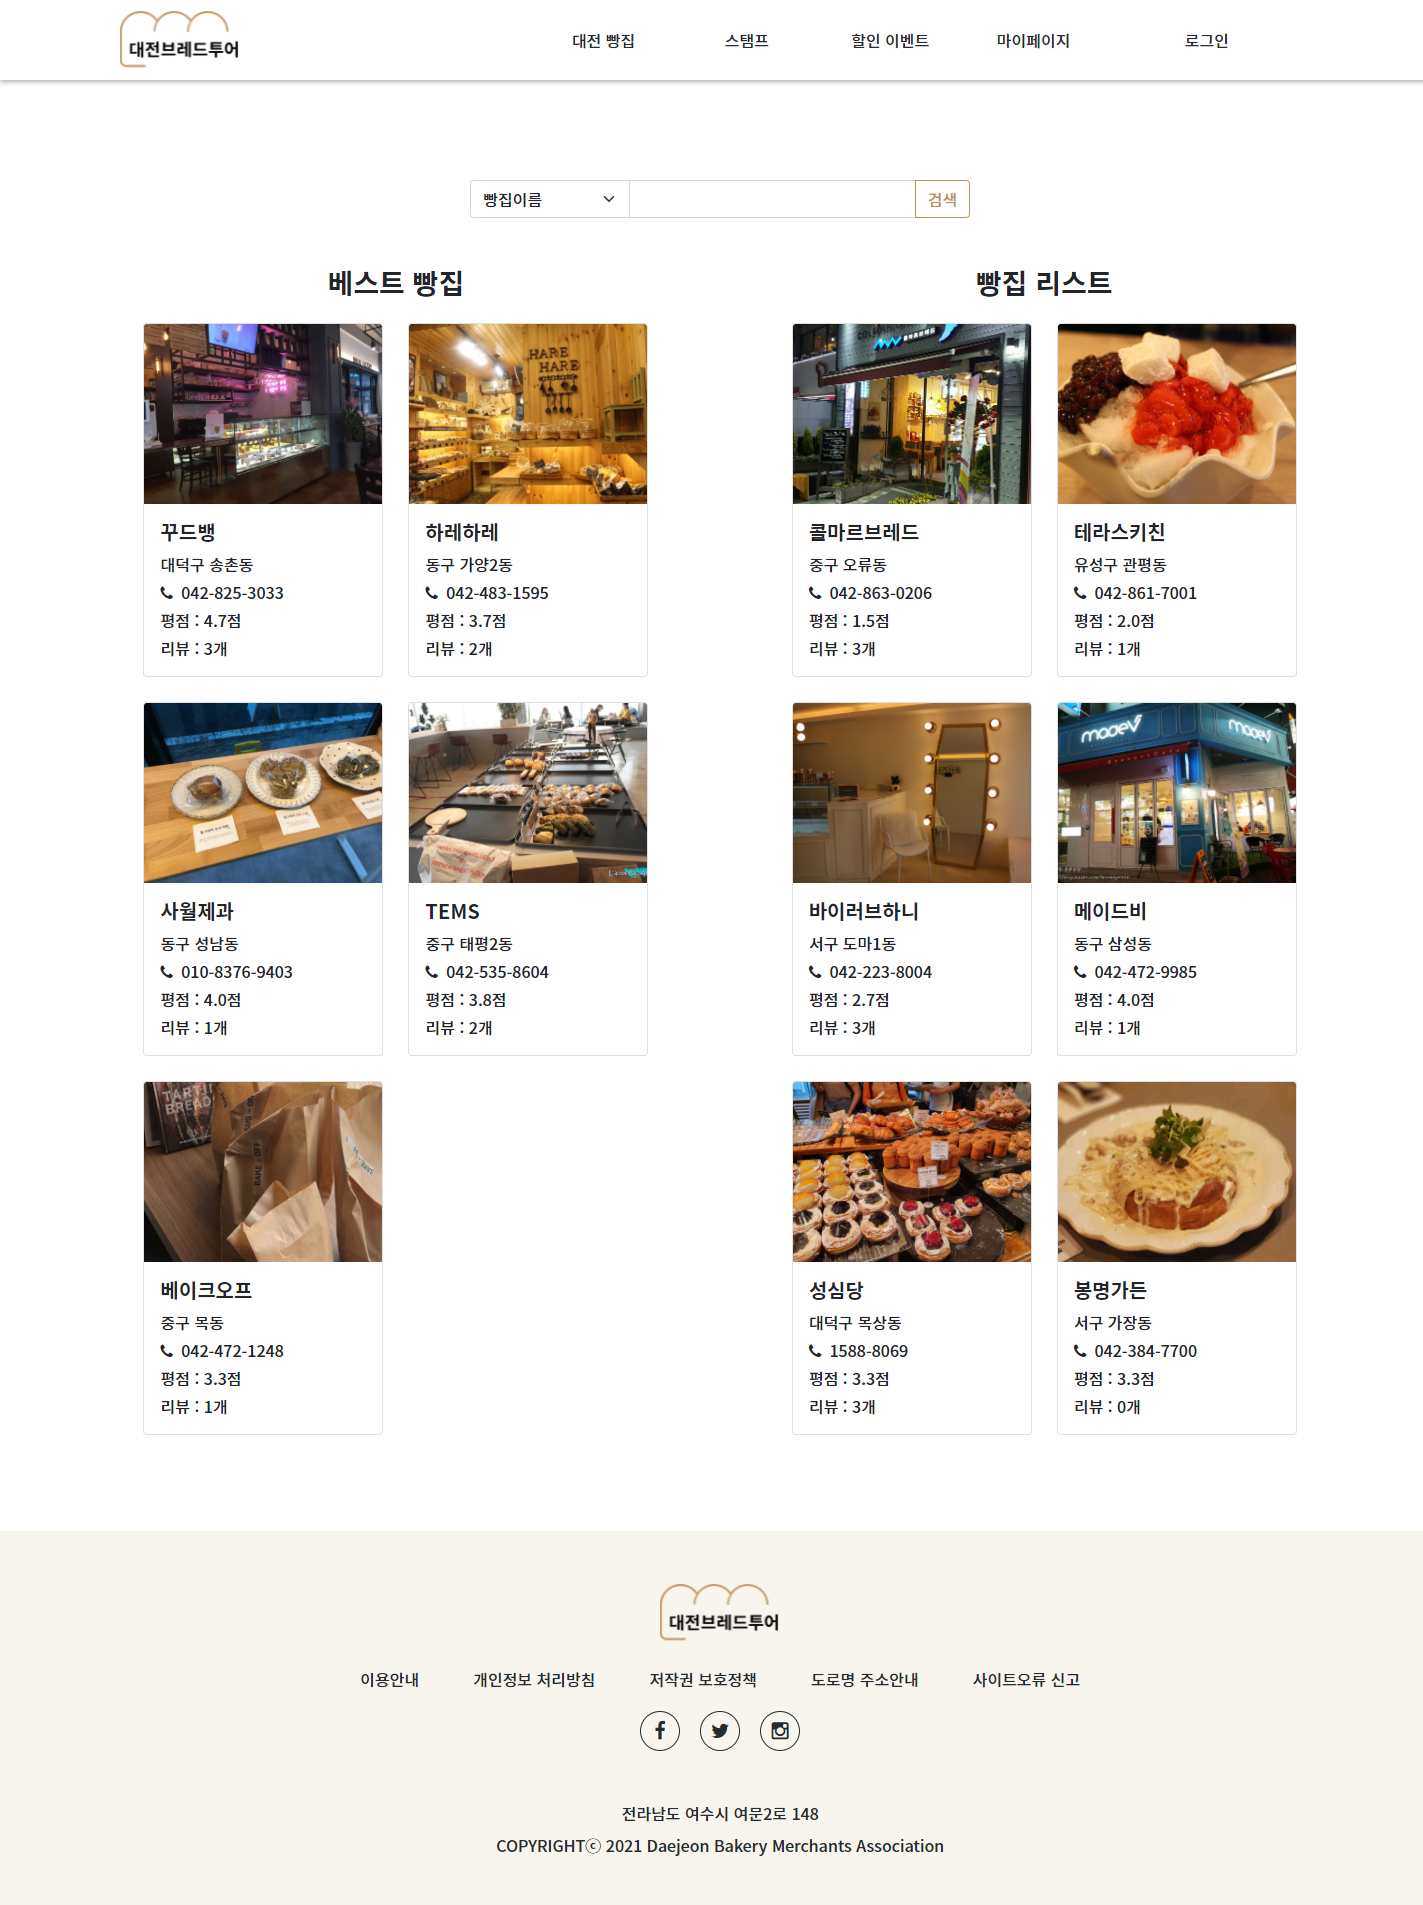 대전브레드투어
대전 빵집
스탬프
할인 이벤트
마이페이지
로그인
빵집이름
검색
베스트 빵집
빵집 리스트
HARE
HARE
꾸드뱅
대덕구 송촌동
042-825-3033
평점 : 4.7점
리뷰 : 3개
하레하레
동구 가양2동
042-483-1595
평점 : 3.7점
리뷰 : 2개
콜마르브레드
중구 오류동
042-863-0206
평점 : 1.5점
리뷰 : 3개
테라스키친
유성구 관평동
042-861-7001
평점 : 2.0점
리뷰 : 1개
사월제과
동구 성남동
010-8376-9403
평점 : 4.0점
리뷰 : 1개
TEMS
중구 태평2동
042-535-8604
평점 : 3.8점
리뷰 : 2개
바이러브하니
서구 도마1동
042-223-8004
평점 : 2.7점
리뷰 : 3개
메이드비
동구 삼성동
042-472-9985
평점 : 4.0점
리뷰 : 1개
BREAD
BAKE OFF
베이크오프
중구 목동
042-472-1248
평점 : 3.3점
리뷰 : 1개
성심당
대덕구 목상동
1588-8069
평점 : 3.3점
리뷰 : 3개
봉명가든
서구 가장동
042-384-7700
평점 : 3.3점
리뷰 : 0개
대전브레드투어
이용안내
개인정보 처리방침
저작권 보호정책
도로명 주소안내
사이트오류 신고
전라남도 여수시 여문2로 148
COPYRIGHTⓒ 2021 Daejeon Bakery Merchants Association